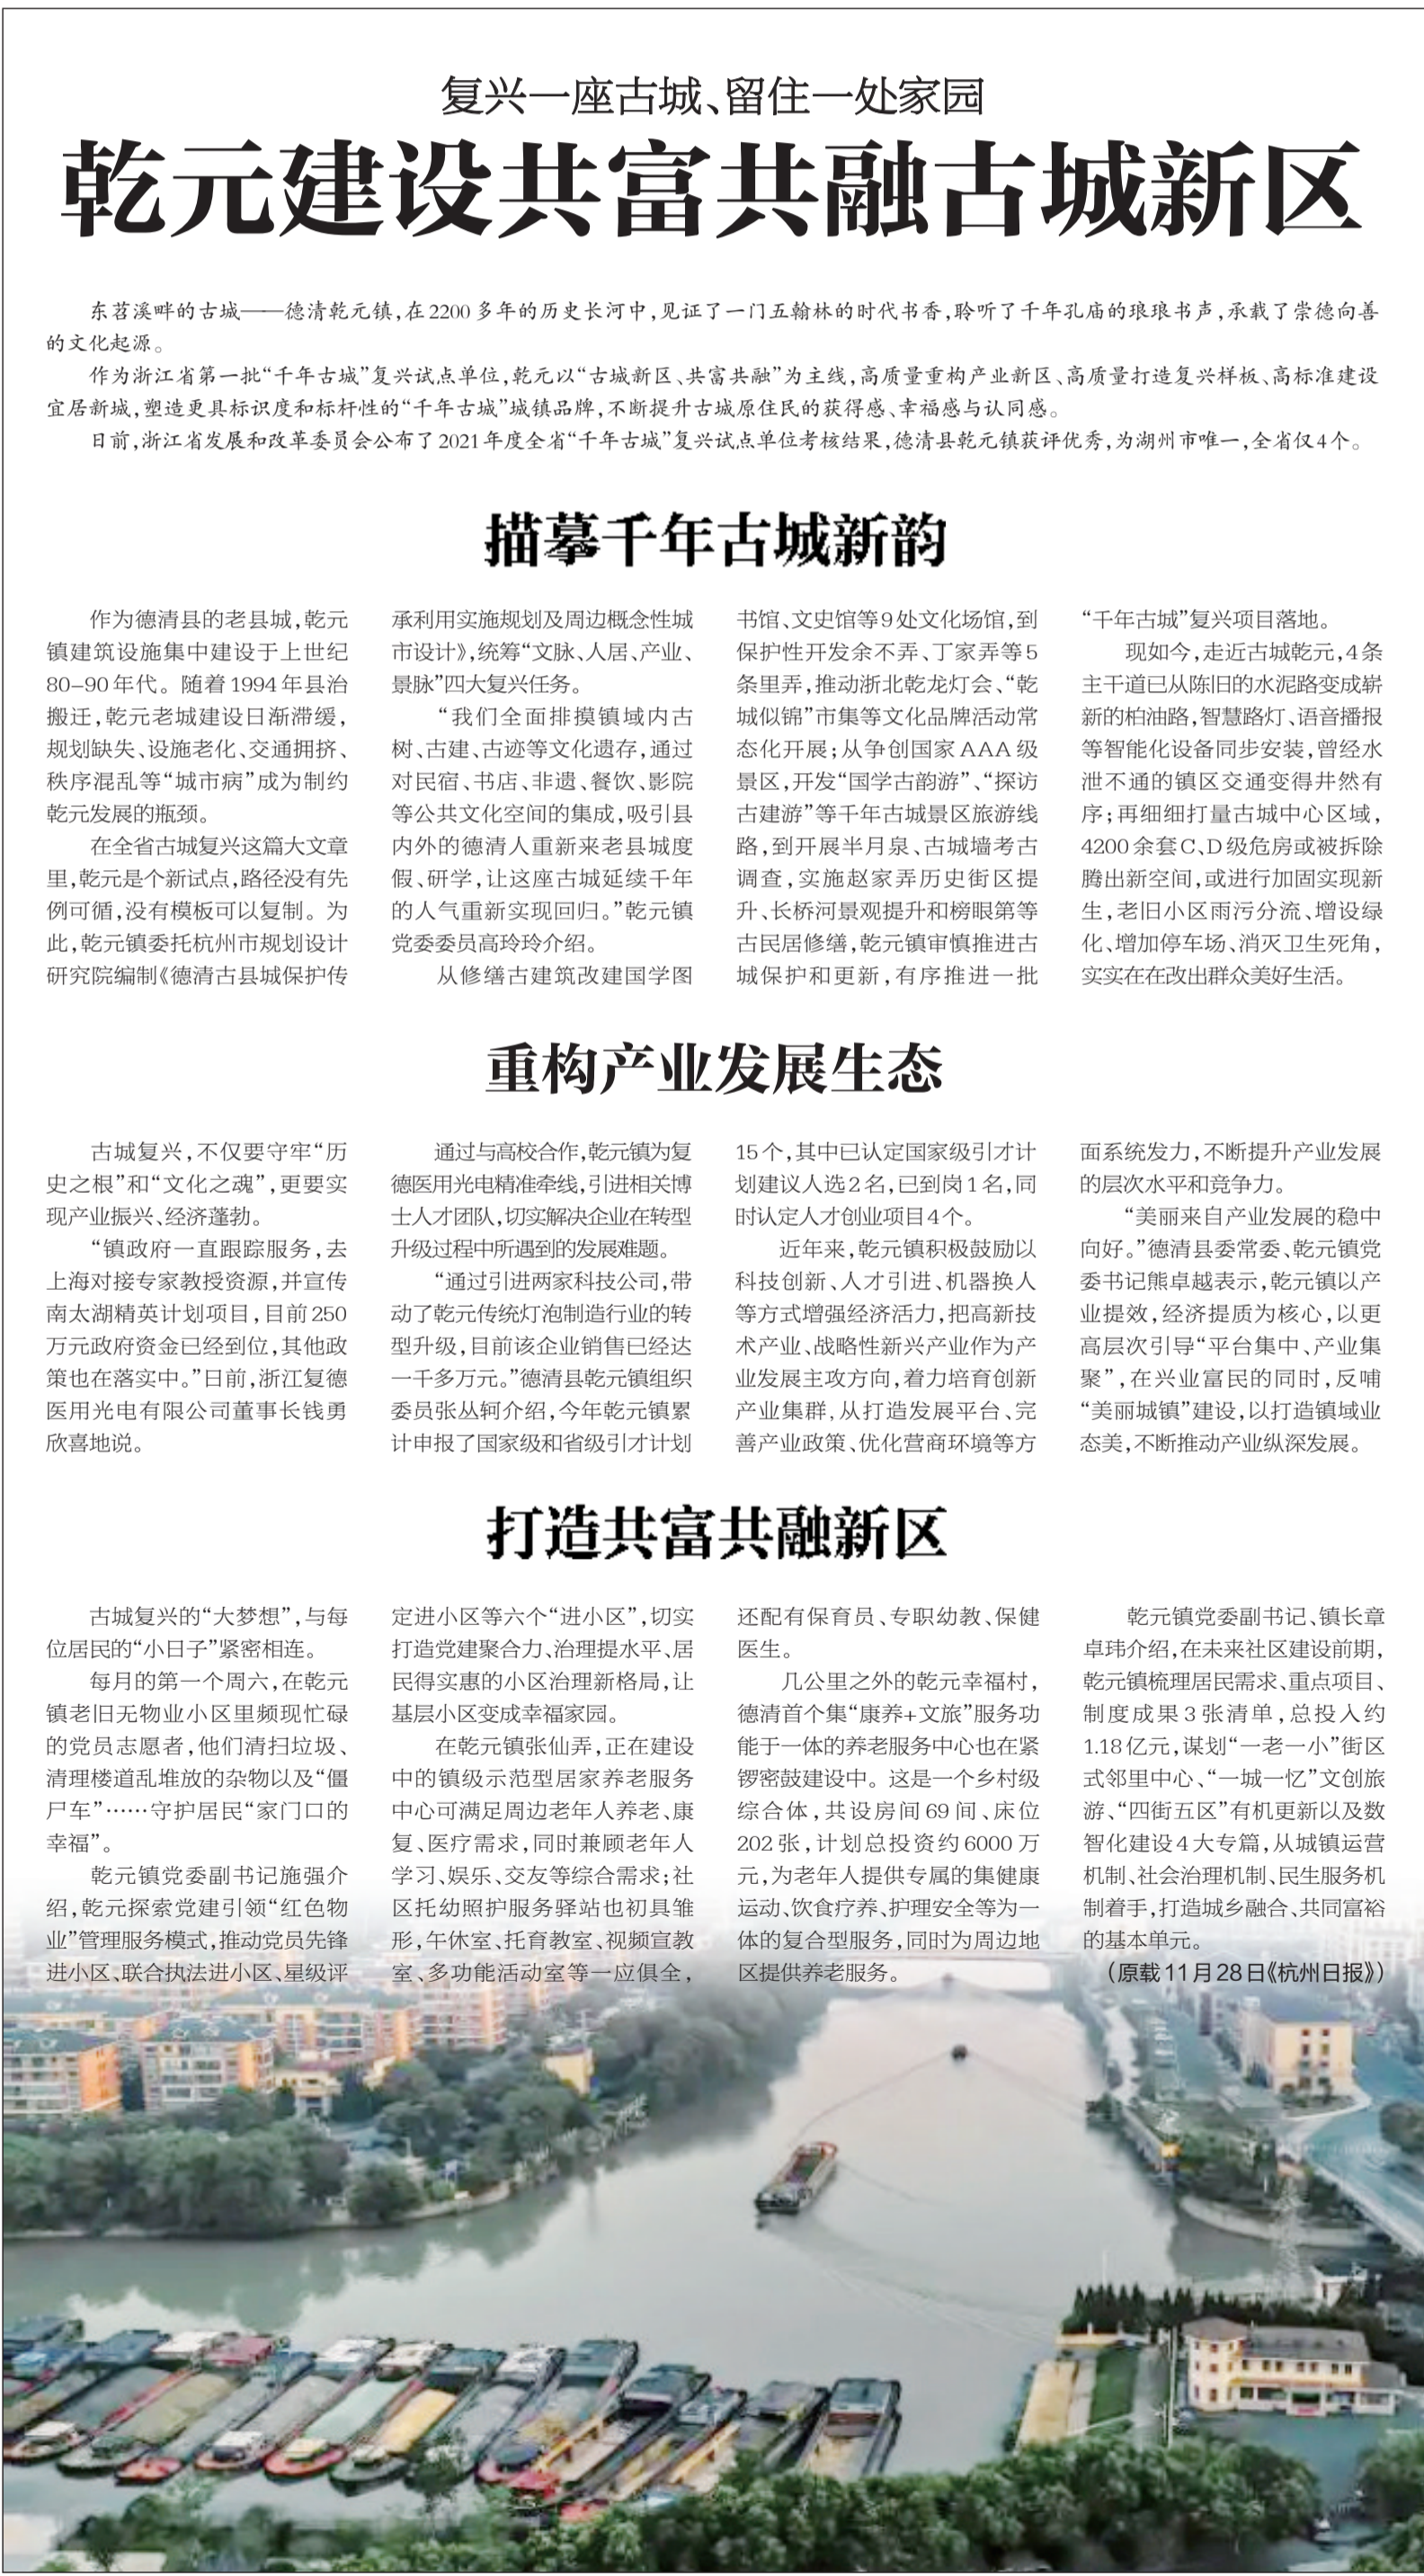 复兴一座古城、留住一处家园
乾元建设共富共融古城新区
东苕溪畔的古城——德清乾元镇,在2200多年的历史长河中,见证了一门五翰林的时代书香,聆听了千年孔庙的琅琅书声,承载了崇德向善
的文化起源。
作为浙江省第一批“千年古城”复兴试点单位,乾元以“古城新区、共富共融”为主线,高质量重构产业新区、高质量打造复兴样板、高标准建设
宜居新城,塑造更具标识度和标杆性的“千年古城”城镇品牌,不断提升古城原住民的获得感、幸福感与认同感。
日前,浙江省发展和改革委员会公布了2021年度全省“千年古城”复兴试点单位考核结果,德清县乾元镇获评优秀,为湖州市唯一,全省仅4个。
描摹千年古城新韵
作为德清县的老县城,乾元
镇建筑设施集中建设于上世纪
80-90年代。随着1994年县治
搬迁,乾元老城建设日渐滞缓,
规划缺失、设施老化、交通拥挤、
秩序混乱等“城市病”成为制约
乾元发展的瓶颈。
在全省古城复兴这篇大文章
里,乾元是个新试点,路径没有先
例可循,没有模板可以复制。为
此,乾元镇委托杭州市规划设计
研究院编制《德清古县城保护传
承利用实施规划及周边概念性城
市设计》,统筹“文脉、人居、产业、
景脉”四大复兴任务。
“我们全面排摸镇域内古
树、古建、古迹等文化遗存,通过
对民宿、书店、非遗、餐饮、影院
等公共文化空间的集成,吸引县
内外的德清人重新来老县城度
假、研学,让这座古城延续千年
的人气重新实现回归。”乾元镇
党委委员高玲玲介绍。
从修缮古建筑改建国学图
书馆、文史馆等9处文化场馆,到
保护性开发余不弄、丁家弄等5
条里弄,推动浙北乾龙灯会、“乾
城似锦”市集等文化品牌活动常
态化开展;从争创国家AAA级
景区,开发“国学古韵游”、“探访
古建游”等千年古城景区旅游线
路,到开展半月泉、古城墙考古
调查,实施赵家弄历史街区提
升、长桥河景观提升和榜眼第等
古民居修缮,乾元镇审慎推进古
城保护和更新,有序推进一批
“千年古城”复兴项目落地。
现如今,走近古城乾元,4条
主干道已从陈旧的水泥路变成崭
新的柏油路,智慧路灯、语音播报
等智能化设备同步安装,曾经水
泄不通的镇区交通变得井然有
序;再细细打量古城中心区域,
4200余套C、D级危房或被拆除
腾出新空间,或进行加固实现新
生,老旧小区雨污分流、增设绿
化、增加停车场、消灭卫生死角,
实实在在改出群众美好生活。
重构产业发展生态
古城复兴,不仅要守牢“历
史之根”和“文化之魂”,更要实
现产业振兴、经济蓬勃。
“镇政府一直跟踪服务,去
上海对接专家教授资源,并宣传
南太湖精英计划项目,目前250
万元政府资金已经到位,其他政
策也在落实中。”日前,浙江复德
医用光电有限公司董事长钱勇
欣喜地说。
通过与高校合作,乾元镇为复
德医用光电精准牵线,引进相关博
士人才团队,切实解决企业在转型
升级过程中所遇到的发展难题。
“通过引进两家科技公司,带
动了乾元传统灯泡制造行业的转
型升级,目前该企业销售已经达
一千多万元。”德清县乾元镇组织
委员张丛轲介绍,今年乾元镇累
计申报了国家级和省级引才计划
15个,其中已认定国家级引才计
划建议人选2名,已到岗1名,同
时认定人才创业项目4个。
近年来,乾元镇积极鼓励以
科技创新、人才引进、机器换人
等方式增强经济活力,把高新技
术产业、战略性新兴产业作为产
业发展主攻方向,着力培育创新
产业集群,从打造发展平台、完
善产业政策、优化营商环境等方
面系统发力,不断提升产业发展
的层次水平和竞争力。
“美丽来自产业发展的稳中
向好。”德清县委常委、乾元镇党
委书记熊卓越表示,乾元镇以产
业提效,经济提质为核心,以更
高层次引导“平台集中、产业集
聚”,在兴业富民的同时,反哺
“美丽城镇”建设,以打造镇域业
态美,不断推动产业纵深发展。
打造共富共融新区
古城复兴的“大梦想”,与每
位居民的“小日子”紧密相连。
每月的第一个周六,在乾元
镇老旧无物业小区里频现忙碌
的党员志愿者,他们清扫垃圾、
清理楼道乱堆放的杂物以及“僵
尸车”……守护居民“家门口的
幸福”。
乾元镇党委副书记施强介
绍,乾元探索党建引领“红色物
业”管理服务模式,推动党员先锋
进小区、联合执法进小区、星级评
定进小区等六个“进小区”,切实
打造党建聚合力、治理提水平、居
民得实惠的小区治理新格局,让
基层小区变成幸福家园。
在乾元镇张仙弄,正在建设
中的镇级示范型居家养老服务
中心可满足周边老年人养老、康
复、医疗需求,同时兼顾老年人
学习、娱乐、交友等综合需求;社
区托幼照护服务驿站也初具雏
形,午休室、托育教室、视频宣教
室、多功能活动室等一应俱全,
还配有保育员、专职幼教、保健
医生。
几公里之外的乾元幸福村,
德清首个集“康养+文旅”服务功
能于一体的养老服务中心也在紧
锣密鼓建设中。这是一个乡村级
综合体,共设房间69间、床位
202张,计划总投资约6000万
元,为老年人提供专属的集健康
运动、饮食疗养、护理安全等为一
体的复合型服务,同时为周边地
区提供养老服务。
乾元镇党委副书记、镇长章
卓玮介绍,在未来社区建设前期,
乾元镇梳理居民需求、重点项目、
制度成果3张清单,总投入约
1.18亿元,谋划“一老一小”街区
式邻里中心、“一城一忆”文创旅
游、“四街五区”有机更新以及数
智化建设4大专篇,从城镇运营
机制、社会治理机制、民生服务机
制着手,打造城乡融合、共同富裕
的基本单元。
(原载11月28日《杭州日报》)